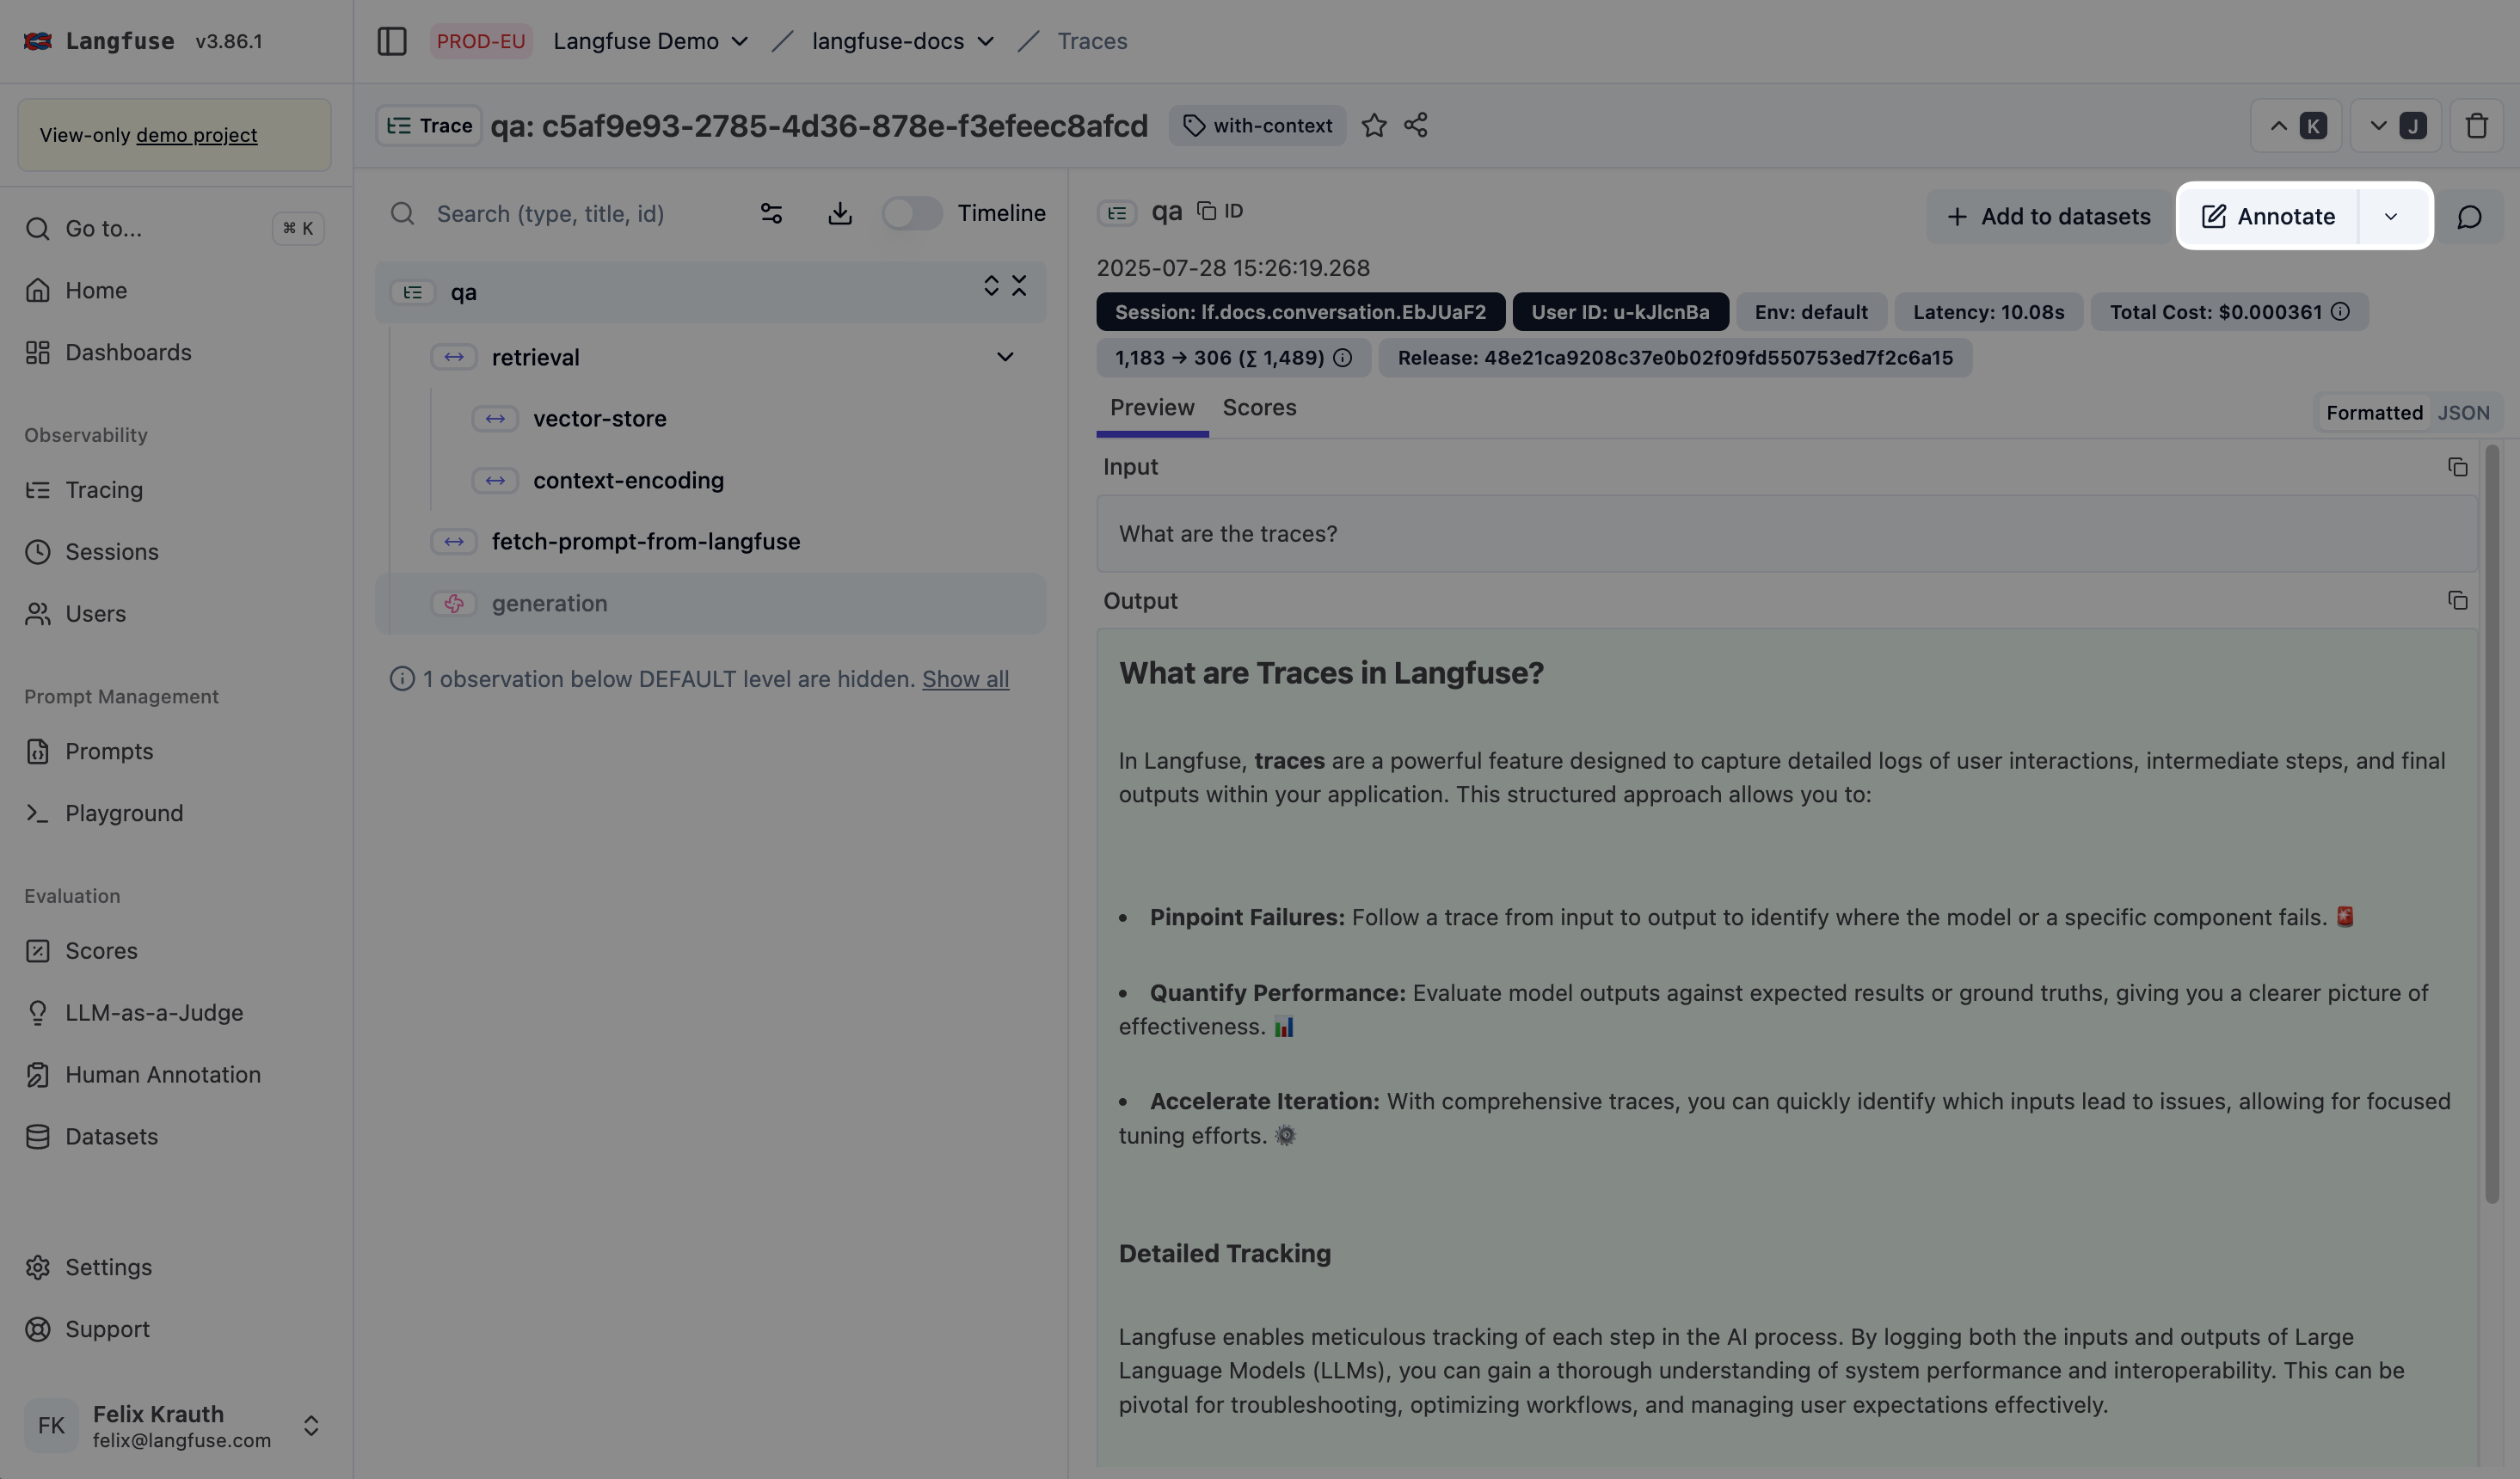 Langfuse v3.86.1
PROD-EU Langfuse Demo langfuse-docs Traces
View-only demo project
Go to... ⌘ K
Home
Dashboards
Observability
Tracing
Sessions
Users
Prompt Management
Prompts
Playground
Evaluation
Scores
LLM-as-a-Judge
Human Annotation
Datasets
Settings
Support
FK
Felix Krauth
felix@langfuse.com
Trace qa: c5af9e93-2785-4d36-878e-f3efeec8afcd with-context
K
J
Search (type, title, id) Timeline
qa
retrieval
vector-store
context-encoding
fetch-prompt-from-langfuse
generation
1 observation below DEFAULT level are hidden. Show all
qa ID
Add to datasets
Annotate
2025-07-28 15:26:19.268
Session: lf.docs.conversation.EbJUaF2 User ID: u-kJlcnBa Env: default Latency: 10.08s Total Cost: $0.000361
1,183 → 306 (∑ 1,489) Release: 48e21ca9208c37e0b02f09fd550753ed7f2c6a15
Preview Scores
Formatted JSON
Input
What are the traces?
Output
What are Traces in Langfuse?
In Langfuse, traces are a powerful feature designed to capture detailed logs of user interactions, intermediate steps, and final
outputs within your application. This structured approach allows you to:
• Pinpoint Failures: Follow a trace from input to output to identify where the model or a specific component fails. 🚨
• Quantify Performance: Evaluate model outputs against expected results or ground truths, giving you a clearer picture of
effectiveness. 📊
• Accelerate Iteration: With comprehensive traces, you can quickly identify which inputs lead to issues, allowing for focused
tuning efforts. ⚙️
Detailed Tracking
Langfuse enables meticulous tracking of each step in the AI process. By logging both the inputs and outputs of Large
Language Models (LLMs), you can gain a thorough understanding of system performance and interoperability. This can be
pivotal for troubleshooting, optimizing workflows, and managing user expectations effectively.